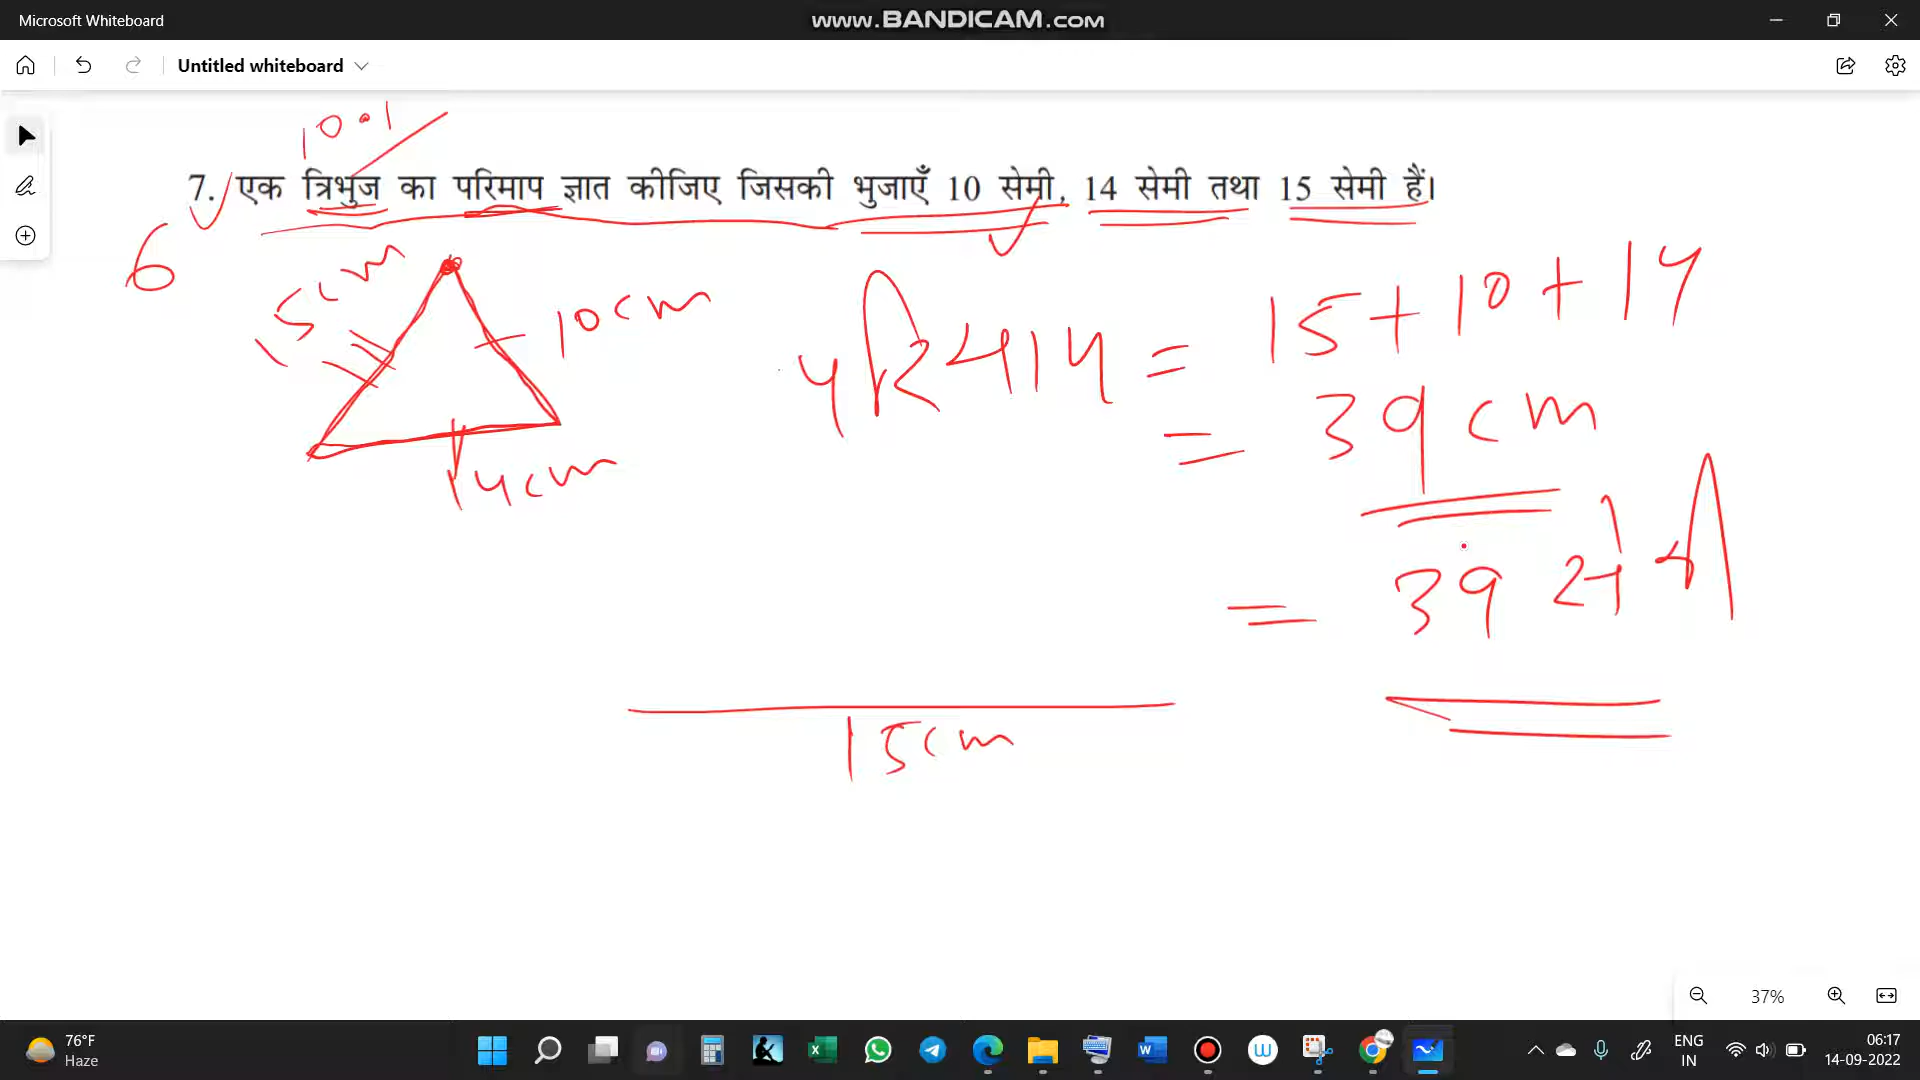 Microsoft Whiteboard
www.BANDICAM.com
Untitled whiteboard
10.1
7. एक त्रिभुज का परिमाप ज्ञात कीजिए जिसकी भुजाएँ 10 सेमी, 14 सेमी तथा 15 सेमी हैं।
6
15cm
10cm
14cm
परिमाप = 15+10+14
= 39 cm
= 39 सेमी
15cm
37%
76°F
Haze
ENG
IN
06:17
14-09-2022